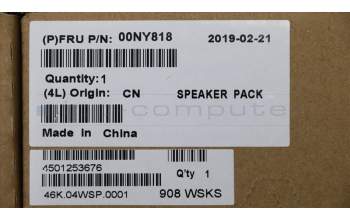 (P)FRU P/N: 00NY818 2019-02-21
Quantity:1
(4L) Origin: CN SPEAKER PACK
Made in China
4501253676 Q'ty 1
46K.04WSP.0001 908 WSKS